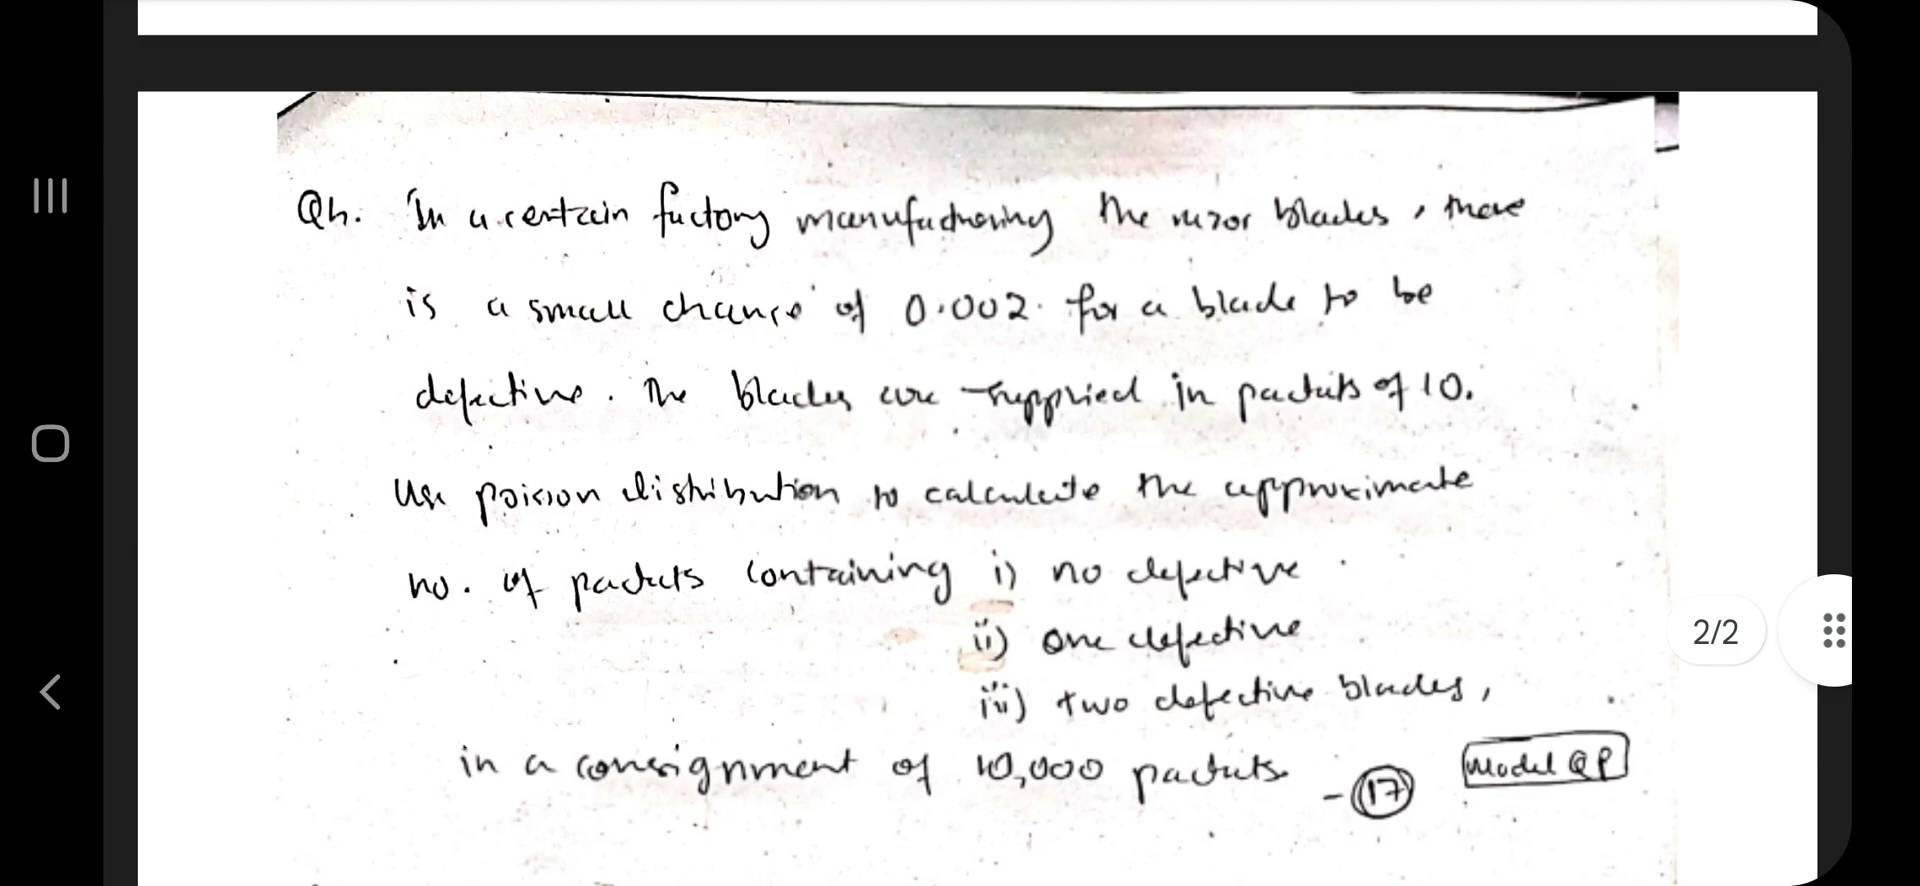 Qh. In a certain factory manufacturing the razor blades, there
is a small chance of 0.002. for a blade to be
defective. The blades are supplied in packets of 10.
Use poision distribution to calculate the approximate
no. of packets containing i) no defective
ii) one defective
iii) two defective blades,
in a consignment of 10,000 packets. - 17 Model QP
2/2